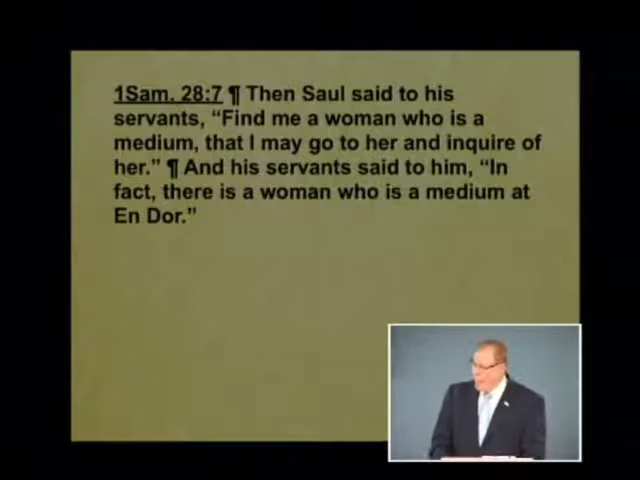 1Sam. 28:7 ¶ Then Saul said to his
servants, “Find me a woman who is a
medium, that I may go to her and inquire of
her.” ¶ And his servants said to him, “In
fact, there is a woman who is a medium at
En Dor.”